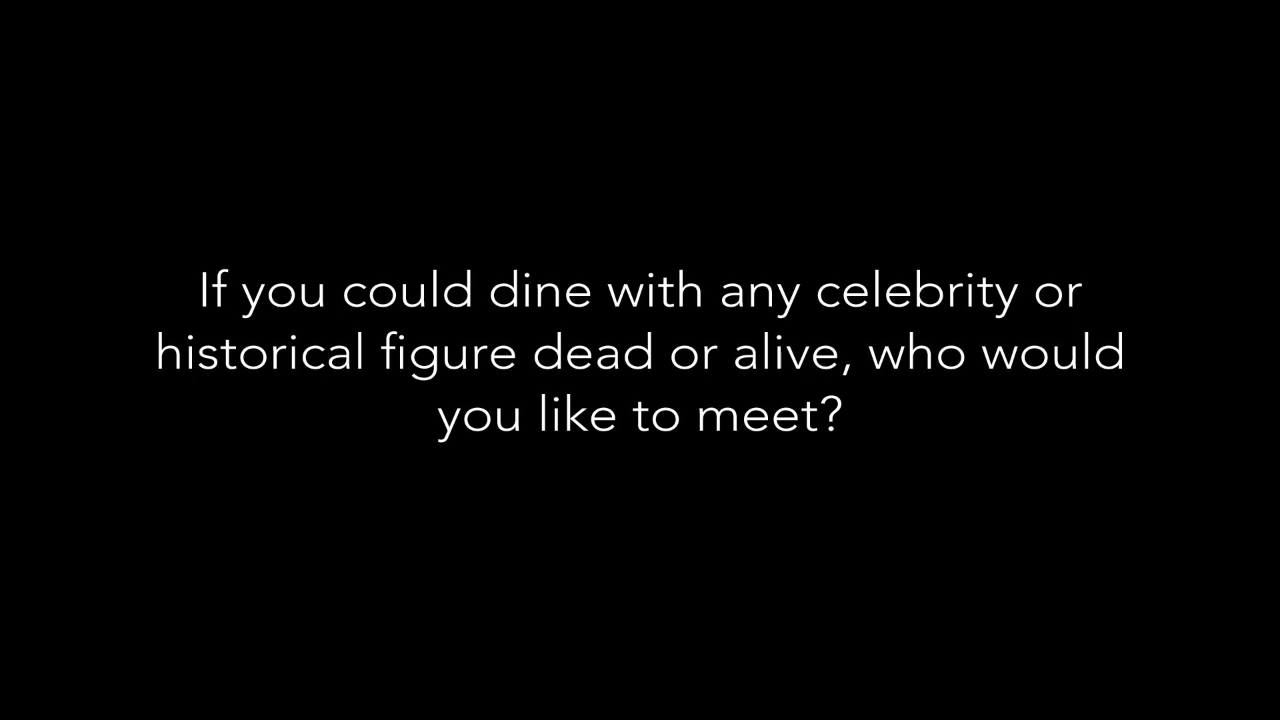 If you could dine with any celebrity or
historical figure dead or alive, who would
you like to meet?